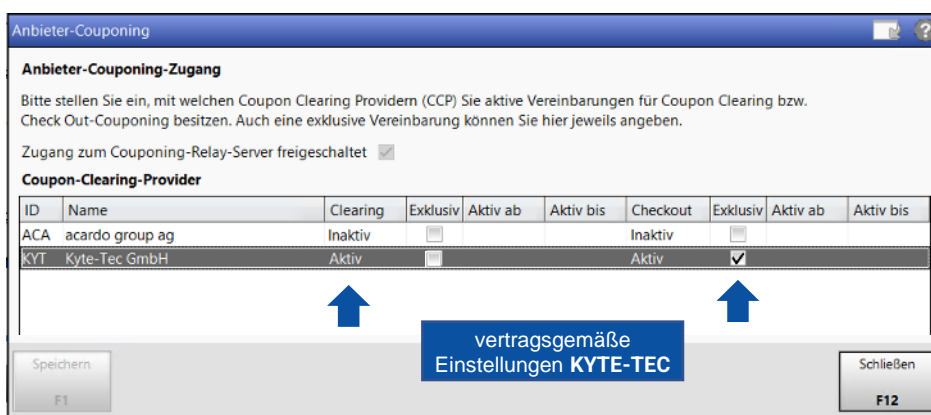 Anbieter-Couponing
Anbieter-Couponing-Zugang
Bitte stellen Sie ein, mit welchen Coupon Clearing Providern (CCP) Sie aktive Vereinbarungen für Coupon Clearing bzw.
Check Out-Couponing besitzen. Auch eine exklusive Vereinbarung können Sie hier jeweils angeben.
Zugang zum Couponing-Relay-Server freigeschaltet
Coupon-Clearing-Provider
ID Name Clearing Exklusiv Aktiv ab Aktiv bis Checkout Exklusiv Aktiv ab Aktiv bis
ACA acardo group ag Inaktiv Inaktiv
KYT Kyte-Tec GmbH Aktiv Aktiv
vertragsgemäße
Einstellungen KYTE-TEC
Speichern
F1
Schließen
F12